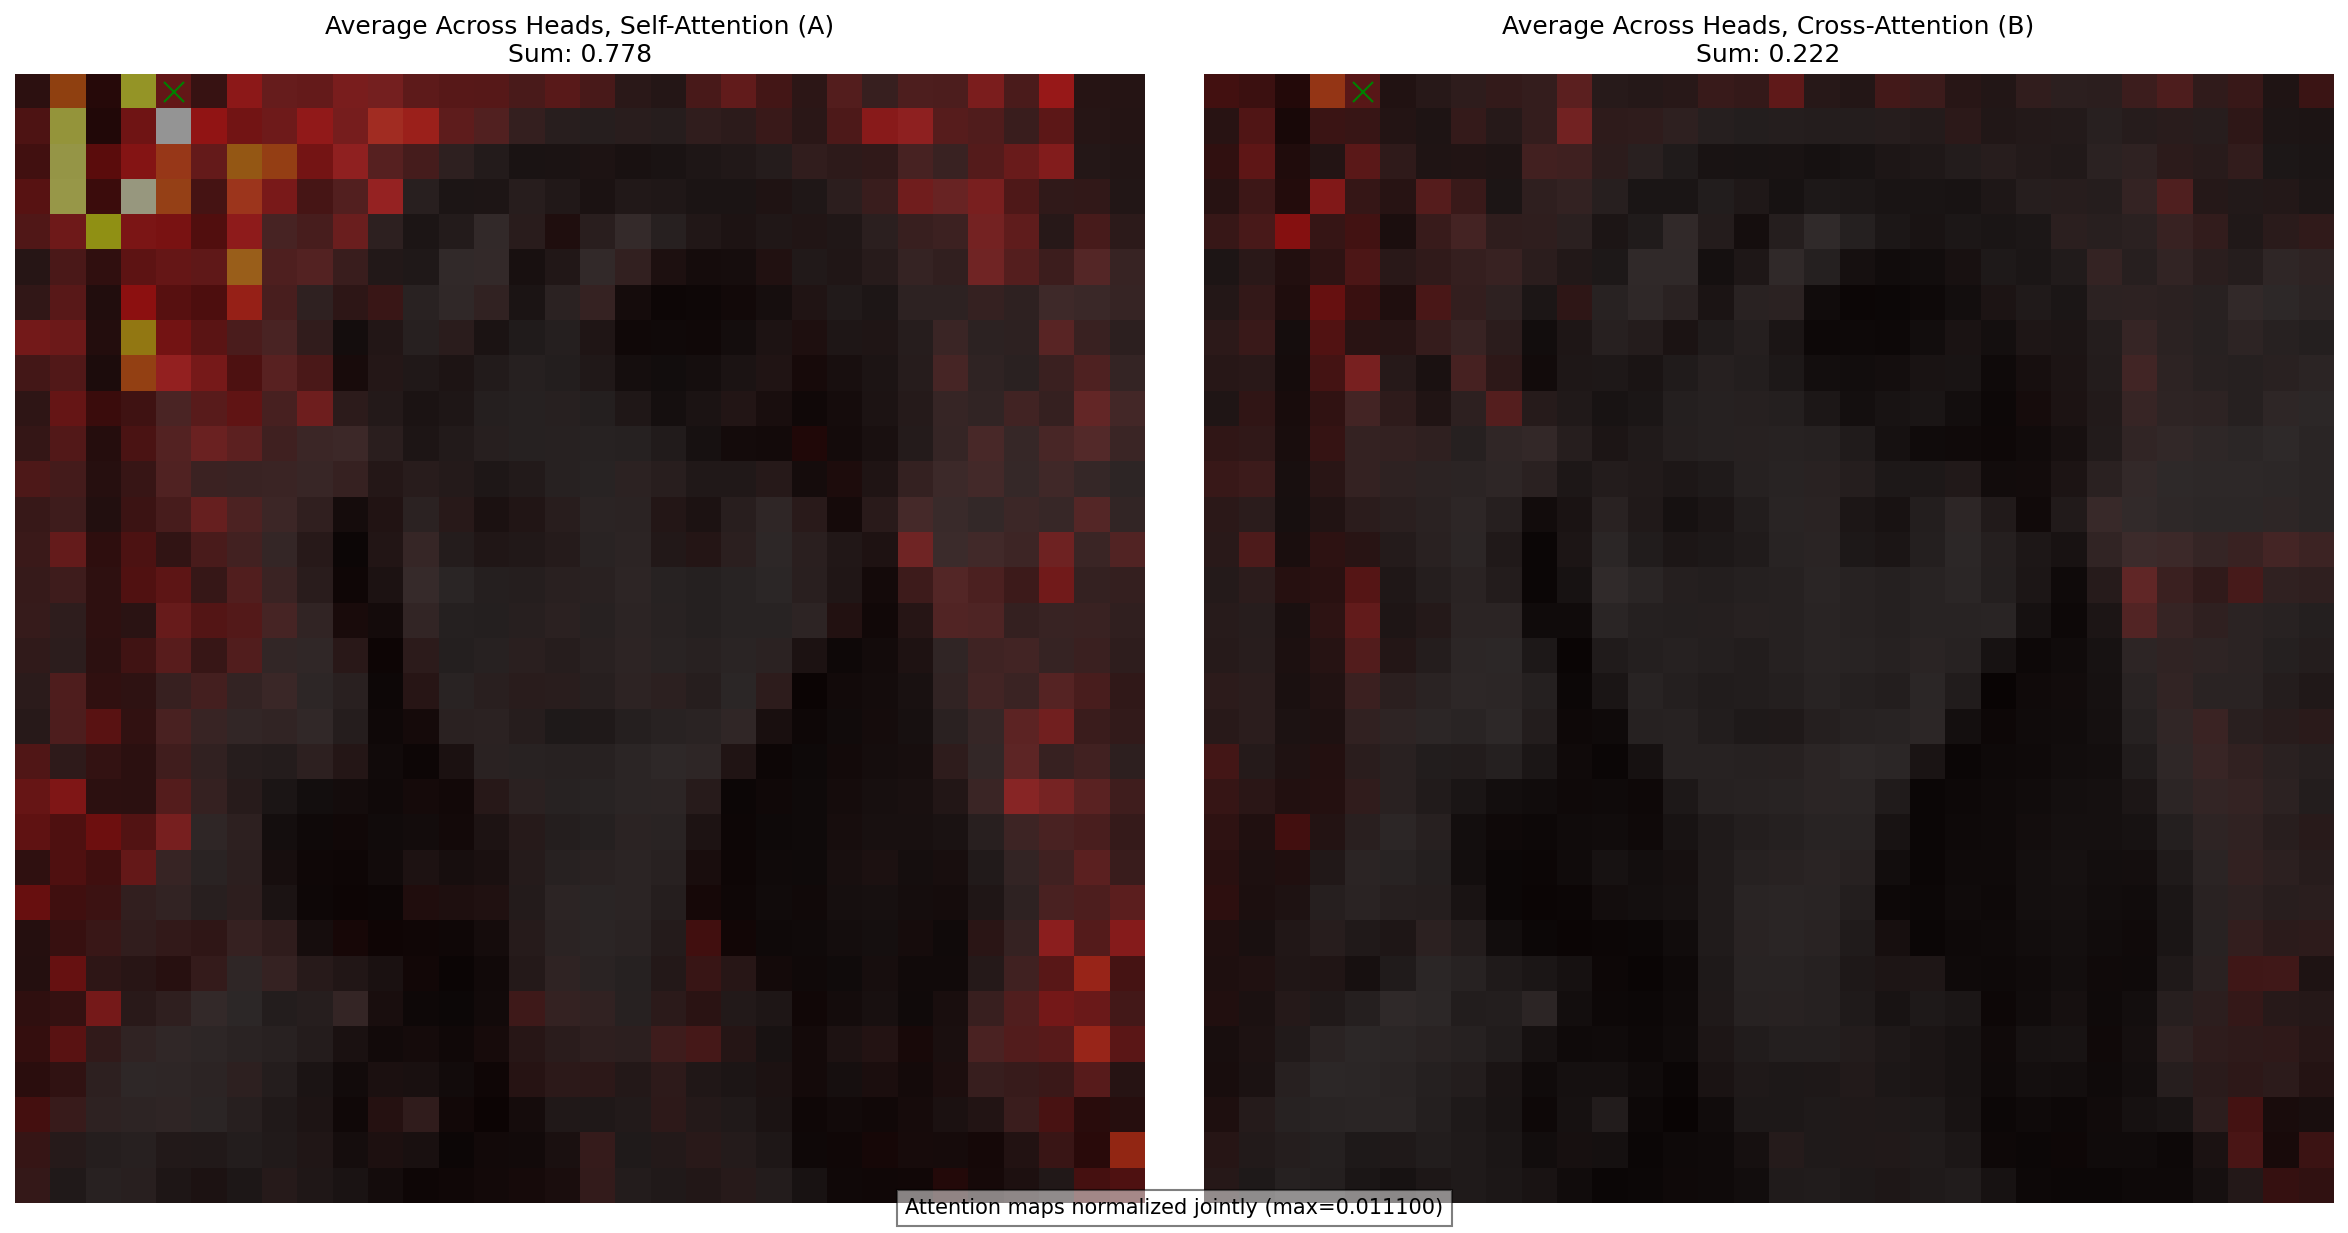 Average Across Heads, Self-Attention (A)
Sum: 0.778
Average Across Heads, Cross-Attention (B)
Sum: 0.222
Attention maps normalized jointly (max=0.011100)